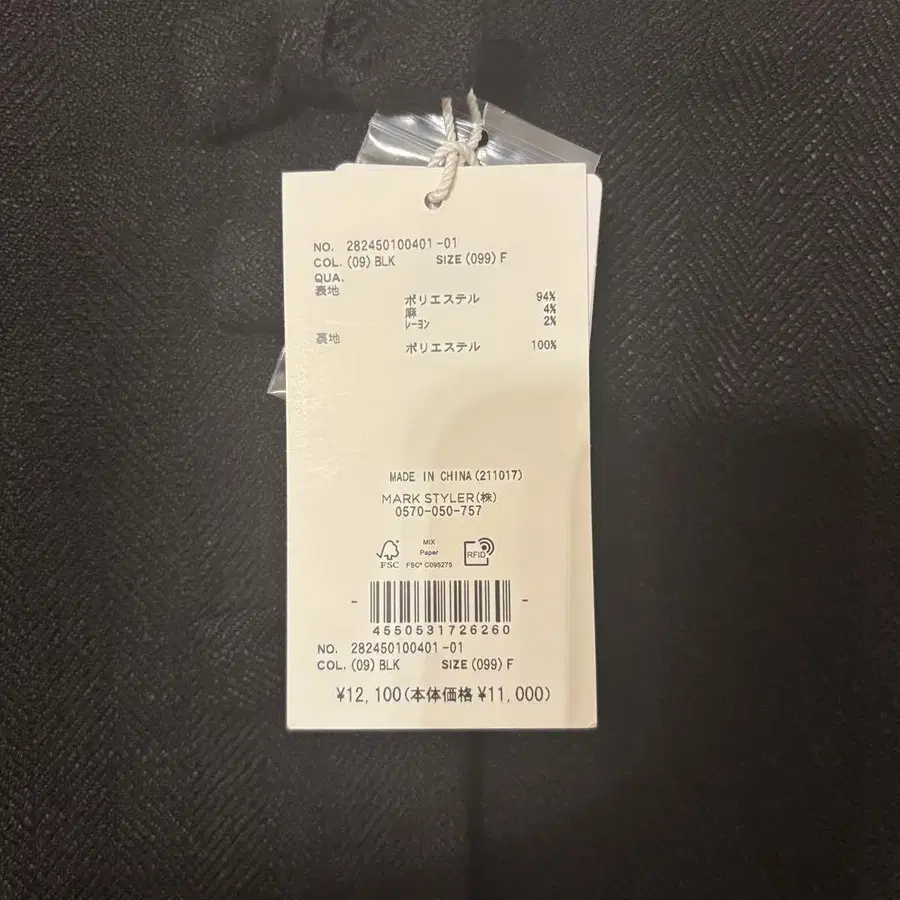 NO. 282450100401-01
COL. (09) BLK SIZE (099) F
QUA.
表地
ポリエステル 94%
麻 4%
レーヨン 2%
裏地
ポリエステル 100%
MADE IN CHINA (211017)
MARK STYLER(株)
0570-050-757
FSC
MIX
Paper
FSC® C095275
RFID
4550531726260
NO. 282450100401-01
COL. (09) BLK SIZE (099) F
¥12,100(本体価格 ¥11,000)